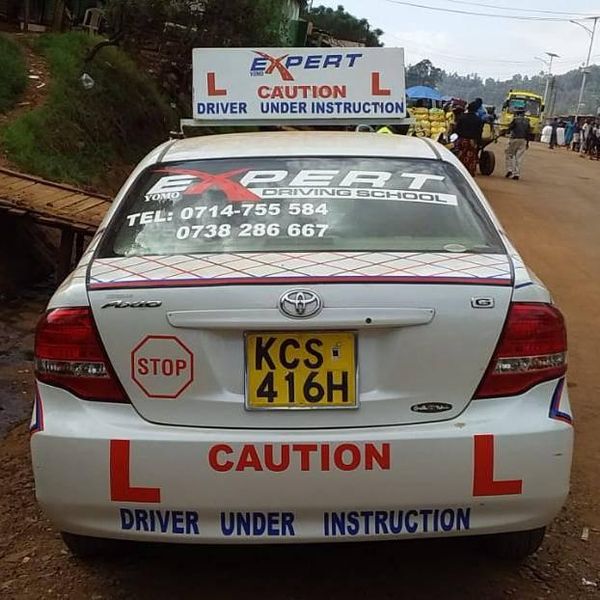 EXPERT
YOMO
L CAUTION L
DRIVER UNDER INSTRUCTION
EXPERT
YOMO DRIVING SCHOOL
TEL: 0714-755 584
0738 286 667
AXIO
G
STOP
KCS
416H
L CAUTION L
DRIVER UNDER INSTRUCTION